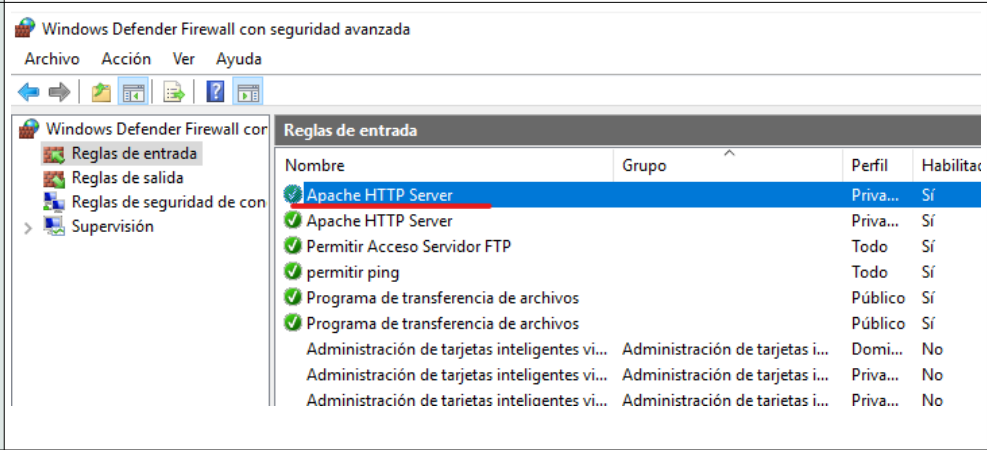 Windows Defender Firewall con seguridad avanzada
Archivo Acción Ver Ayuda
Windows Defender Firewall con
Reglas de entrada
Reglas de salida
Reglas de seguridad de con
Supervisión
Reglas de entrada
Nombre Grupo Perfil Habilitac
Apache HTTP Server Priva... Sí
Apache HTTP Server Priva... Sí
Permitir Acceso Servidor FTP Todo Sí
permitir ping Todo Sí
Programa de transferencia de archivos Público Sí
Programa de transferencia de archivos Público Sí
Administración de tarjetas inteligentes vi... Administración de tarjetas i... Domi... No
Administración de tarjetas inteligentes vi... Administración de tarjetas i... Priva... No
Administración de tarjetas inteligentes vi... Administración de tarjetas i... Priva... No